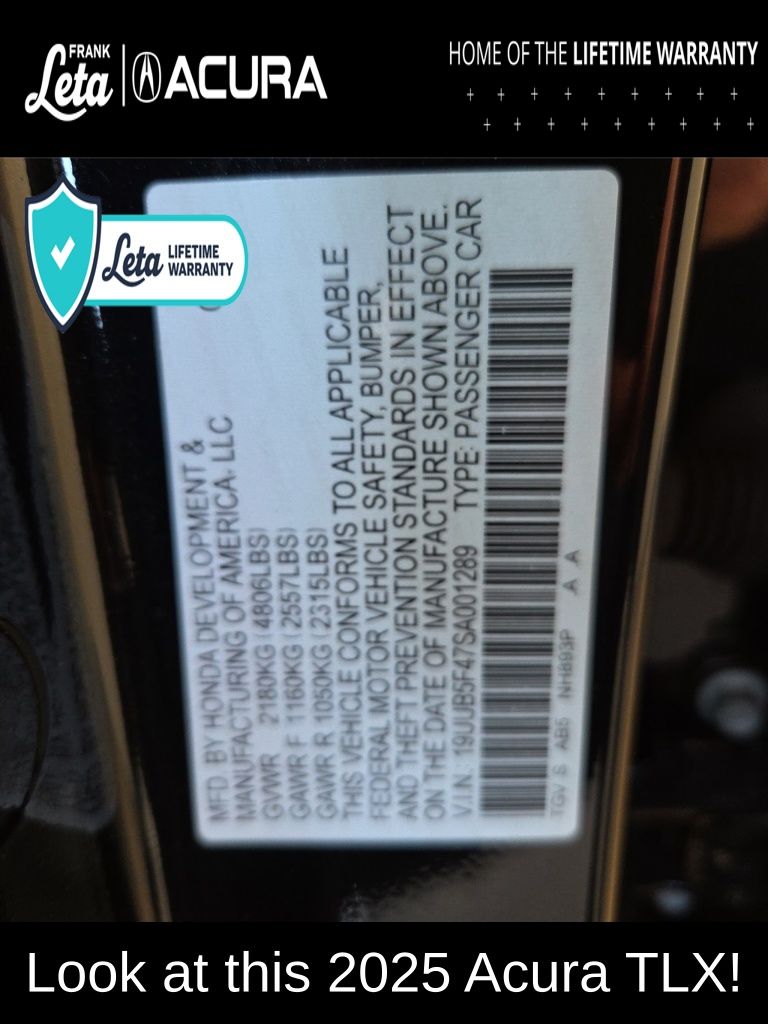 FRANK
Leta
ACURA
HOME OF THE LIFETIME WARRANTY
Leta LIFETIME
WARRANTY
MFD. BY HONDA DEVELOPMENT &
MANUFACTURING OF AMERICA, LLC
GVWR 2180KG (4806LBS)
GAWR F 1160KG (2557LBS)
GAWR R 1050KG (2315LBS)
THIS VEHICLE CONFORMS TO ALL APPLICABLE
FEDERAL MOTOR VEHICLE SAFETY, BUMPER,
AND THEFT PREVENTION STANDARDS IN EFFECT
ON THE DATE OF MANUFACTURE SHOWN ABOVE.
V.I.N.: 19UUB5F47SA001289 TYPE: PASSENGER CAR
TGV S AB5 NH893P A A
Look at this 2025 Acura TLX!